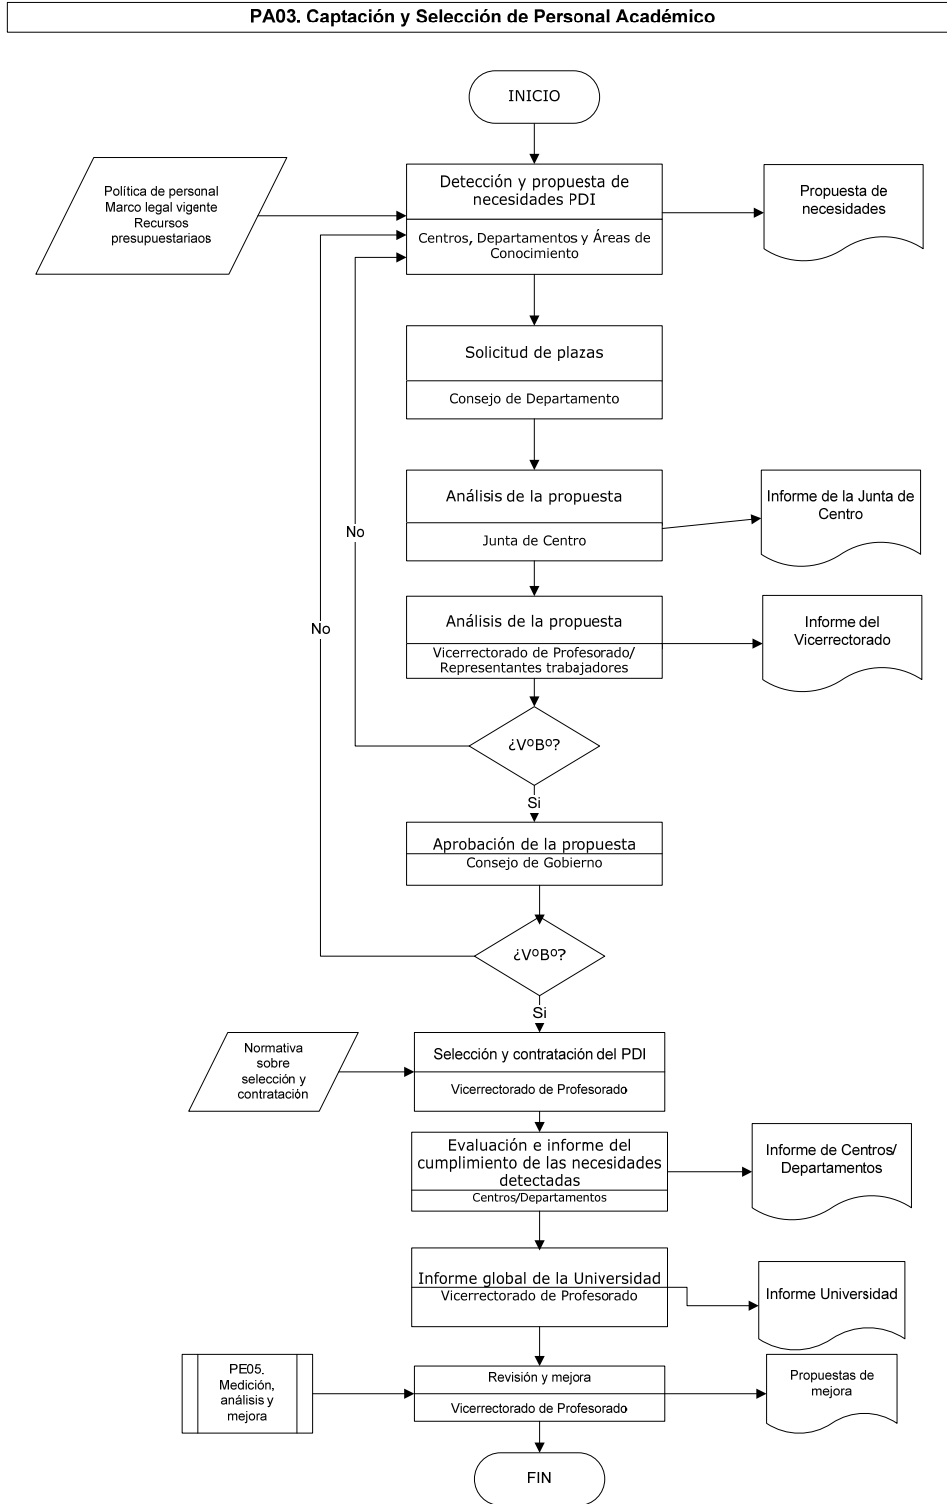 PA03. Captación y Selección de Personal Académico
INICIO
Política de personal
Marco legal vigente
Recursos
presupuestariaos
Detección y propuesta de
necesidades PDI
Centros, Departamentos y Áreas de
Conocimiento
Propuesta de
necesidades
Solicitud de plazas
Consejo de Departamento
Análisis de la propuesta
Junta de Centro
Informe de la Junta de
Centro
No
Análisis de la propuesta
Vicerrectorado de Profesorado/
Representantes trabajadores
Informe del
Vicerrectorado
No
¿VºBº?
Si
Aprobación de la propuesta
Consejo de Gobierno
¿VºBº?
Si
Normativa
sobre
selección y
contratación
Selección y contratación del PDI
Vicerrectorado de Profesorado
Evaluación e informe del
cumplimiento de las necesidades
detectadas
Centros/Departamentos
Informe de Centros/
Departamentos
Informe global de la Universidad
Vicerrectorado de Profesorado
Informe Universidad
PE05.
Medición,
análisis y
mejora
Revisión y mejora
Vicerrectorado de Profesorado
Propuestas de
mejora
FIN